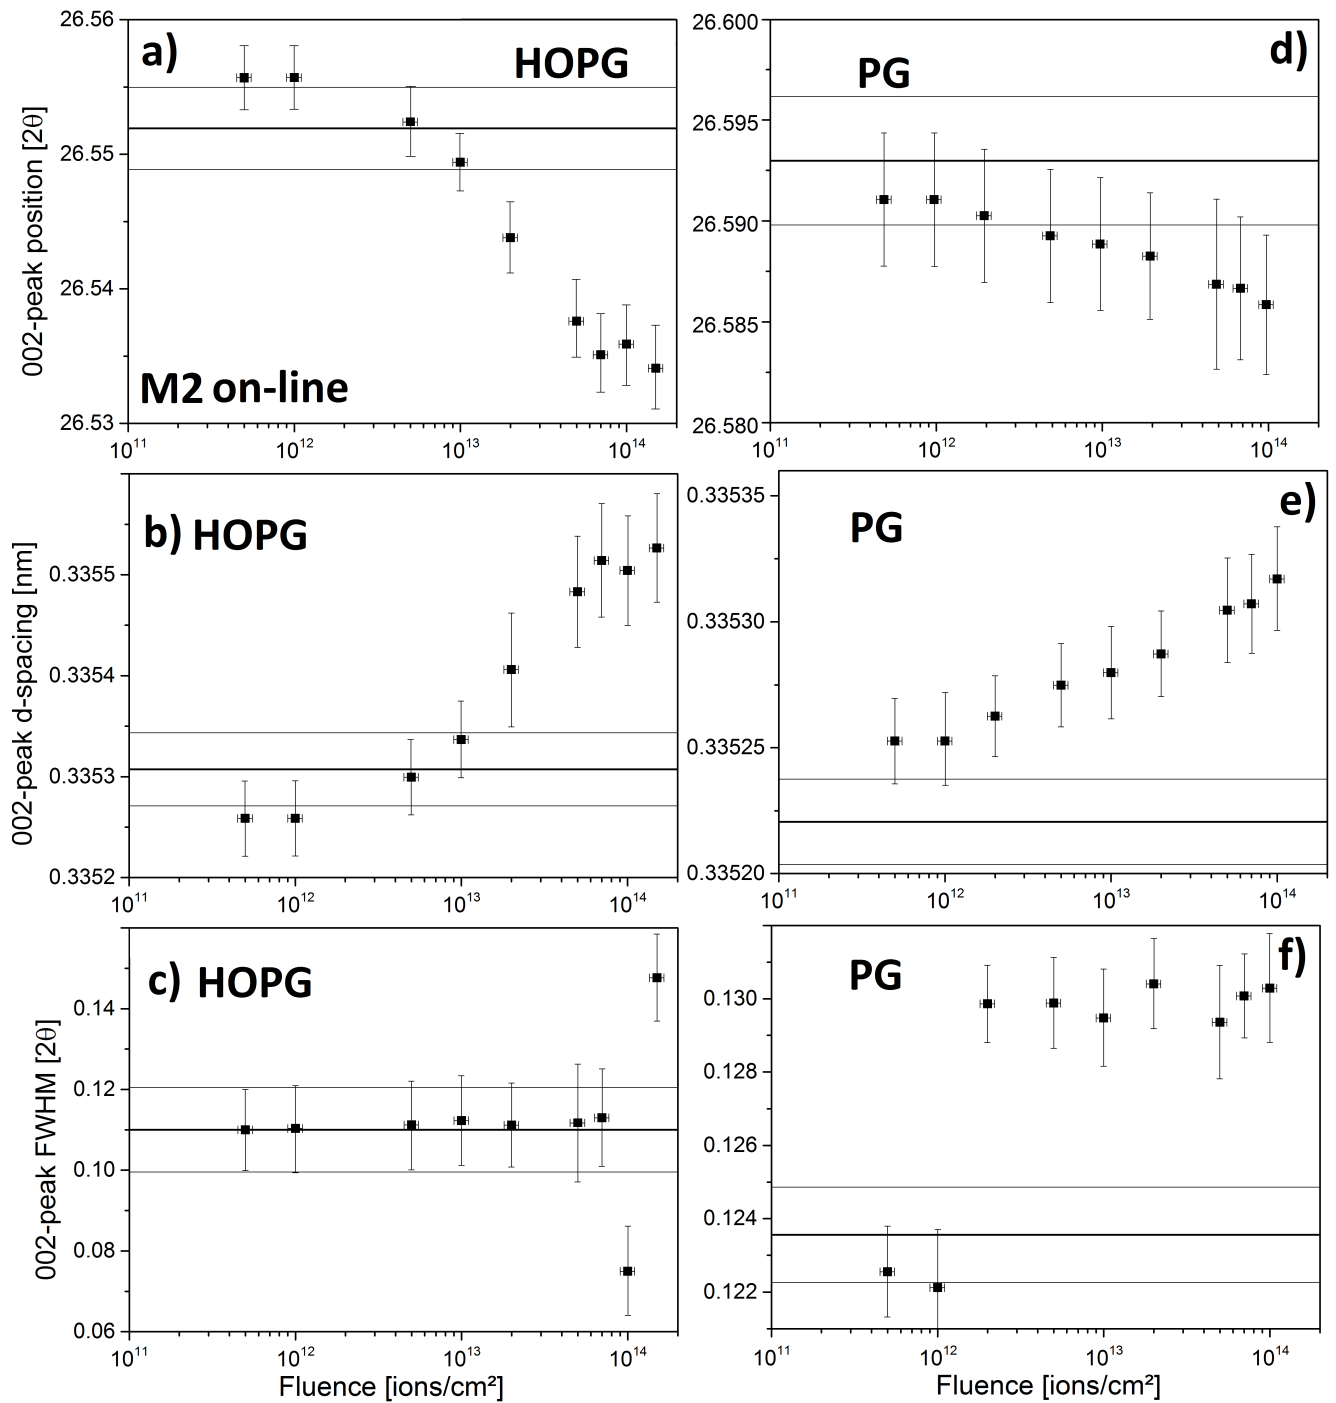 a)
HOPG
M2 on-line
002-peak position [2θ]
26.56
26.55
26.54
26.53
10¹¹ 10¹² 10¹³ 10¹⁴
d)
PG
26.600
26.595
26.590
26.585
26.580
10¹¹ 10¹² 10¹³ 10¹⁴
b) HOPG
002-peak d-spacing [nm]
0.3355
0.3354
0.3353
0.3352
10¹¹ 10¹² 10¹³ 10¹⁴
e)
PG
0.33535
0.33530
0.33525
0.33520
10¹¹ 10¹² 10¹³ 10¹⁴
c) HOPG
002-peak FWHM [2θ]
0.14
0.12
0.10
0.08
0.06
10¹¹ 10¹² 10¹³ 10¹⁴
Fluence [ions/cm²]
f)
PG
0.130
0.128
0.126
0.124
0.122
10¹¹ 10¹² 10¹³ 10¹⁴
Fluence [ions/cm²]